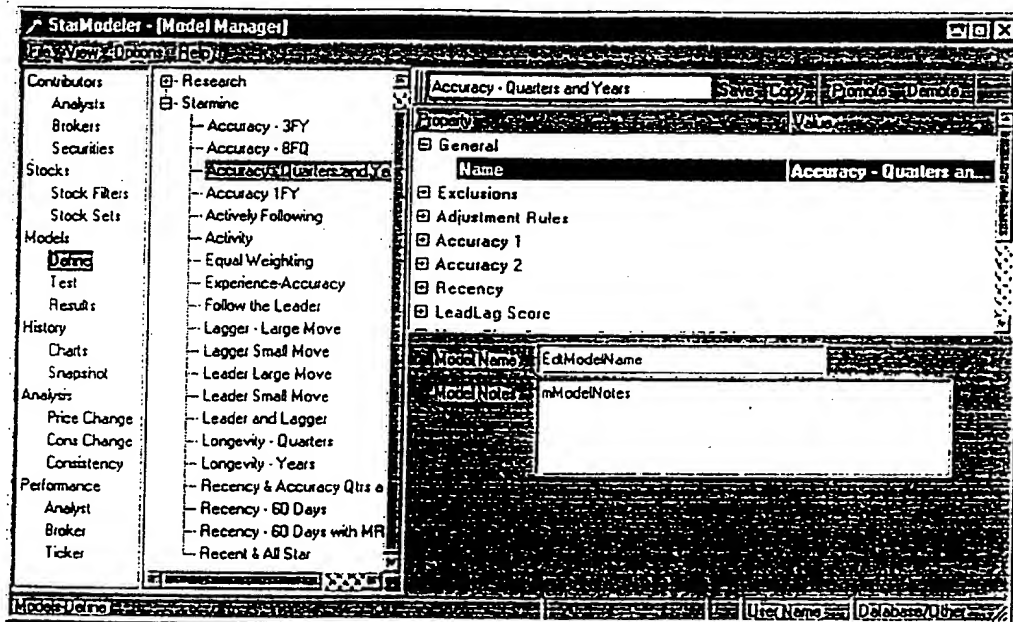 StarModeler - [Model Manager]
File View Options Help
Contributors
Analysts
Brokers
Securities
Stocks
Stock Filters
Stock Sets
Models
Define
Test
Results
History
Charts
Snapshot
Analysis
Price Change
Cons Change
Consistency
Performance
Analyst
Broker
Ticker
Research
Starmine
Accuracy - 3FY
Accuracy - 8FQ
Accuracy - Quarters and Ye
Accuracy 1FY
Actively Following
Activity
Equal Weighting
Experience-Accuracy
Follow the Leader
Lagger - Large Move
Lagger Small Move
Leader Large Move
Leader Small Move
Leader and Lagger
Longevity - Quarters
Longevity - Years
Recency & Accuracy Qtrs a
Recency - 60 Days
Recency - 60 Days with MR
Recent & All Star
Accuracy - Quarters and Years Save Copy Promote Demote
Property Value
General
Name Accuracy - Quarters an...
Exclusions
Adjustment Rules
Accuracy 1
Accuracy 2
Recency
LeadLag Score
Model Name EdtModelName
Model Notes mModelNotes
Models-Define User Name Database/Other